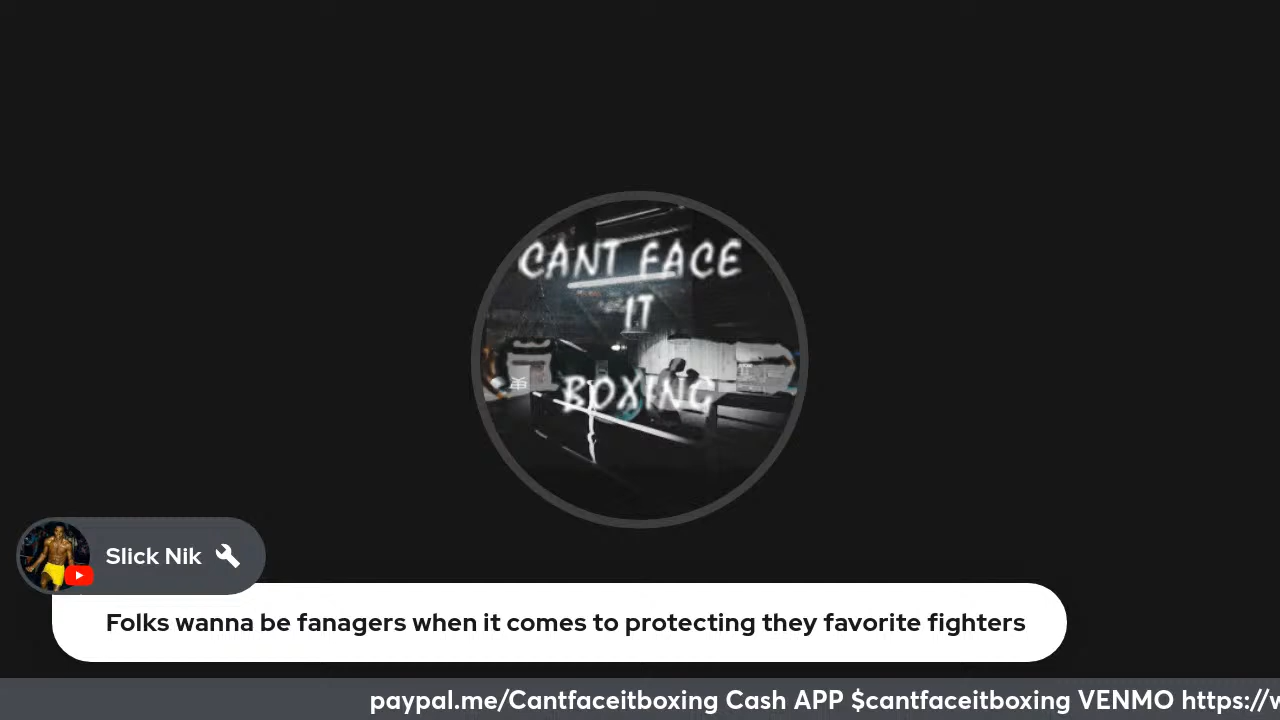 CANT FACE
IT
BOXING
Slick Nik
Folks wanna be fanagers when it comes to protecting they favorite fighters
paypal.me/Cantfaceitboxing Cash APP $cantfaceitboxing VENMO https://v